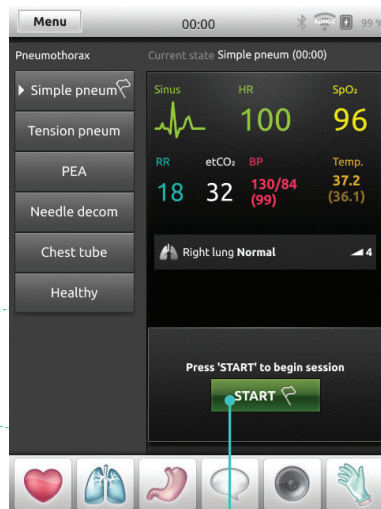 Menu 00:00 99 %
Pneumothorax Current state Simple pneum (00:00)
Simple pneum
Tension pneum
PEA
Needle decom
Chest tube
Healthy
Sinus HR SpO₂
100 96
RR etCO₂ BP Temp.
18 32 130/84 37.2
(99) (36.1)
Right lung Normal 4
Press 'START' to begin session
START